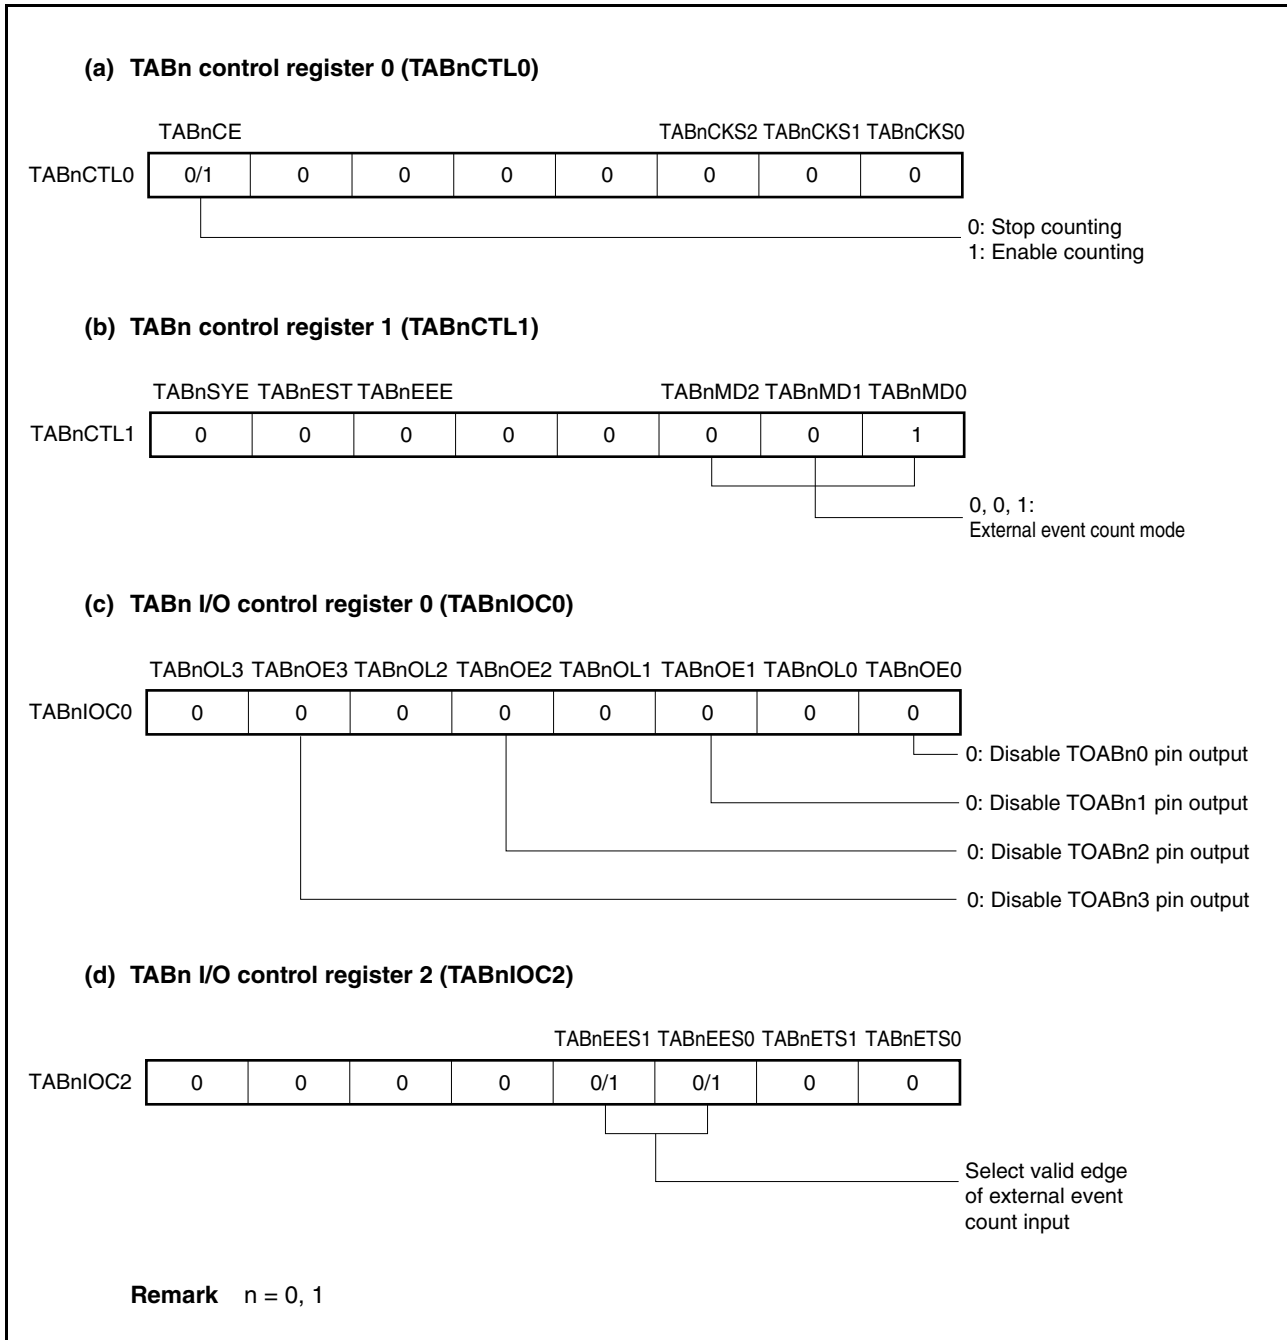 (a) TABn control register 0 (TABnCTL0)
TABnCE TABnCKS2 TABnCKS1 TABnCKS0
TABnCTL0 0/1 0 0 0 0 0 0 0
0: Stop counting
1: Enable counting
(b) TABn control register 1 (TABnCTL1)
TABnSYE TABnEST TABnEEE TABnMD2 TABnMD1 TABnMD0
TABnCTL1 0 0 0 0 0 0 0 1
0, 0, 1:
External event count mode
(c) TABn I/O control register 0 (TABnIOC0)
TABnOL3 TABnOE3 TABnOL2 TABnOE2 TABnOL1 TABnOE1 TABnOL0 TABnOE0
TABnIOC0 0 0 0 0 0 0 0 0
0: Disable TOABn0 pin output
0: Disable TOABn1 pin output
0: Disable TOABn2 pin output
0: Disable TOABn3 pin output
(d) TABn I/O control register 2 (TABnIOC2)
TABnEES1 TABnEES0 TABnETS1 TABnETS0
TABnIOC2 0 0 0 0 0/1 0/1 0 0
Select valid edge
of external event
count input
Remark n = 0, 1